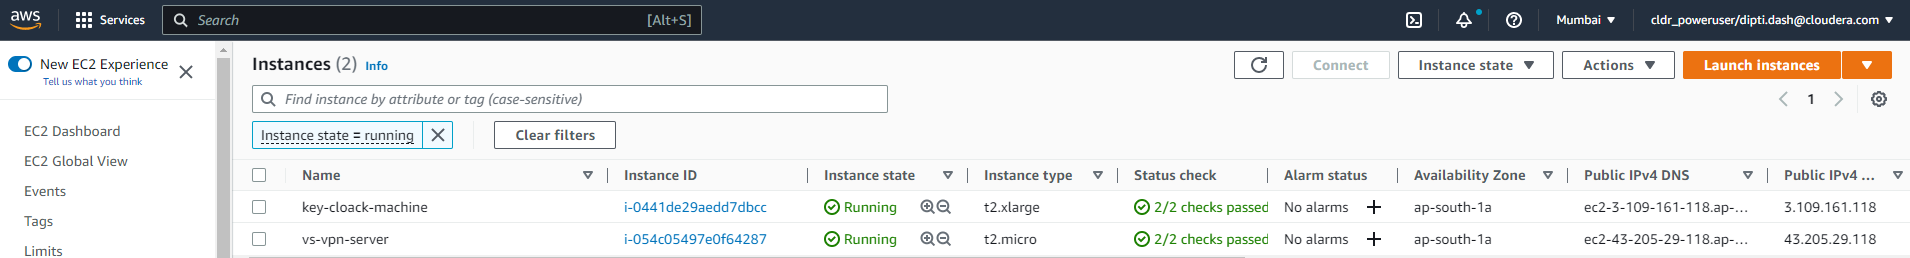 aws Services Search [Alt+S] Mumbai cldr_poweruser/dipti.dash@cloudera.com
New EC2 Experience
Tell us what you think
EC2 Dashboard
EC2 Global View
Events
Tags
Limits
Instances (2) Info Connect Instance state Actions Launch instances
Find instance by attribute or tag (case-sensitive) 1
Instance state = running Clear filters
Name Instance ID Instance state Instance type Status check Alarm status Availability Zone Public IPv4 DNS Public IPv4 ...
key-cloack-machine i-0441de29aedd7dbcc Running t2.xlarge 2/2 checks passed No alarms + ap-south-1a ec2-3-109-161-118.ap-... 3.109.161.118
vs-vpn-server i-054c05497e0f64287 Running t2.micro 2/2 checks passed No alarms + ap-south-1a ec2-43-205-29-118.ap-... 43.205.29.118